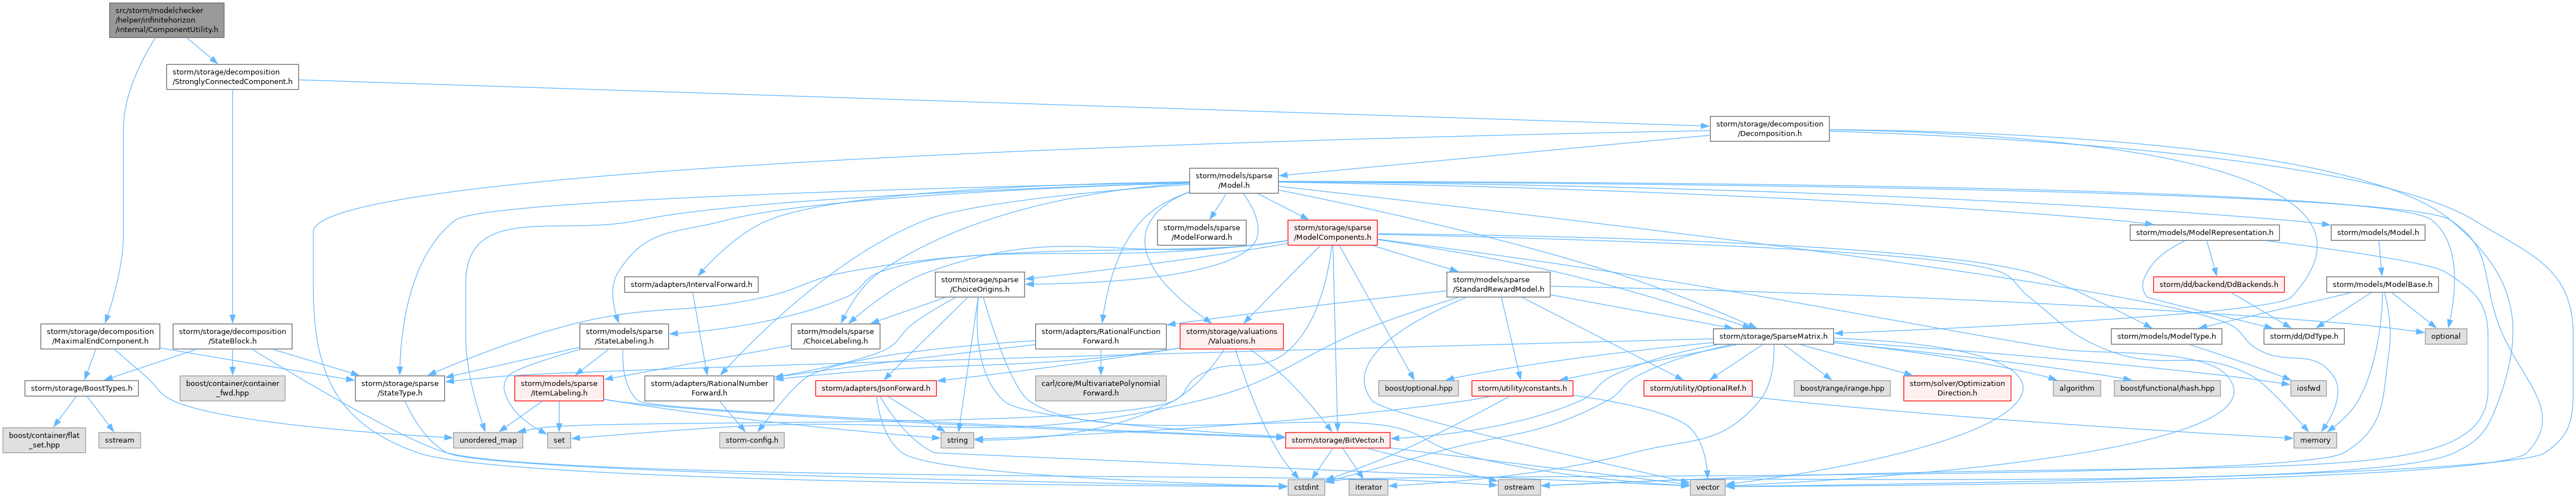 src/storm/modelchecker
/helper/infinitehorizon
/internal/ComponentUtility.h
storm/storage/decomposition
/StronglyConnectedComponent.h
storm/storage/decomposition
/Decomposition.h
storm/models/sparse
/Model.h
storm/models/sparse
/ModelForward.h
storm/storage/sparse
/ModelComponents.h
storm/models/ModelRepresentation.h
storm/models/Model.h
storm/adapters/IntervalForward.h
storm/storage/sparse
/ChoiceOrigins.h
storm/models/sparse
/StandardRewardModel.h
storm/dd/backend/DdBackends.h
storm/models/ModelBase.h
storm/storage/decomposition
/MaximalEndComponent.h
storm/storage/decomposition
/StateBlock.h
storm/models/sparse
/StateLabeling.h
storm/models/sparse
/ChoiceLabeling.h
storm/adapters/RationalFunction
Forward.h
storm/storage/valuations
/Valuations.h
storm/storage/SparseMatrix.h
storm/models/ModelType.h
storm/dd/DdType.h
optional
storm/storage/BoostTypes.h
boost/container/container
_fwd.hpp
storm/storage/sparse
/StateType.h
storm/models/sparse
/ItemLabeling.h
storm/adapters/RationalNumber
Forward.h
storm/adapters/JsonForward.h
carl/core/MultivariatePolynomial
Forward.h
boost/optional.hpp
storm/utility/constants.h
storm/utility/OptionalRef.h
boost/range/irange.hpp
storm/solver/Optimization
Direction.h
algorithm
boost/functional/hash.hpp
iosfwd
boost/container/flat
_set.hpp
sstream
unordered_map
set
storm-config.h
string
storm/storage/BitVector.h
memory
cstdint
iterator
ostream
vector